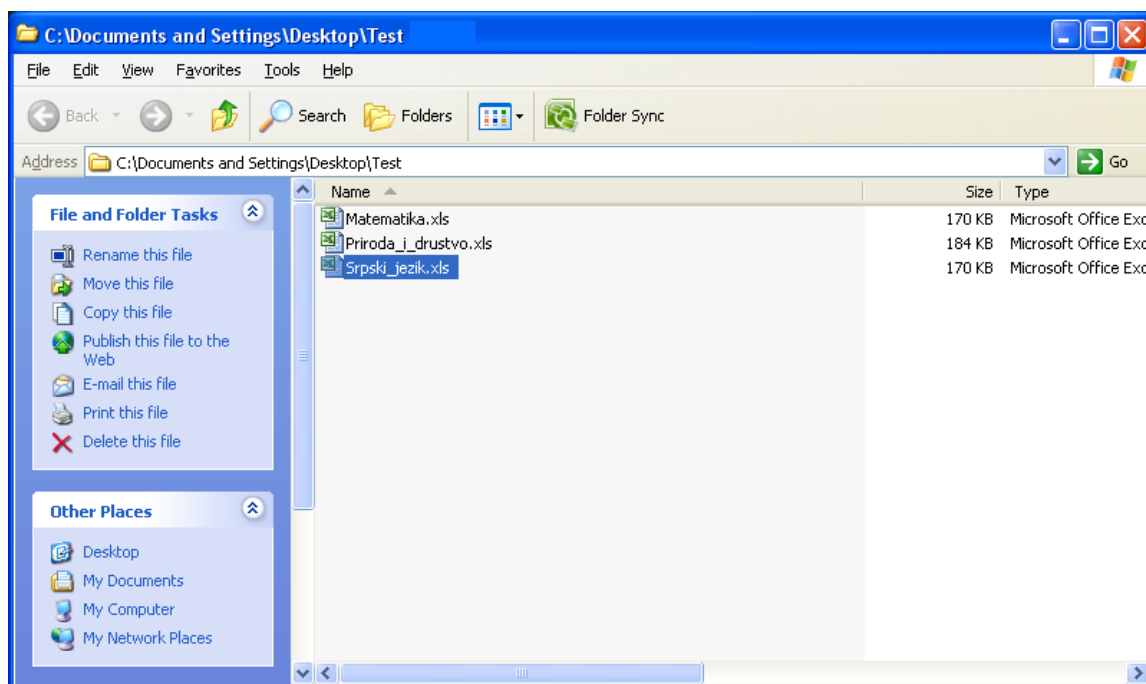 C:\Documents and Settings\Desktop\Test
File Edit View Favorites Tools Help
Back Search Folders Folder Sync
Address C:\Documents and Settings\Desktop\Test Go
Name Size Type
File and Folder Tasks
Rename this file
Move this file
Copy this file
Publish this file to the
Web
E-mail this file
Print this file
Delete this file
Other Places
Desktop
My Documents
My Computer
My Network Places
Matematika.xls 170 KB Microsoft Office Exc
Priroda_i_drustvo.xls 184 KB Microsoft Office Exc
Srpski_jezik.xls 170 KB Microsoft Office Exc